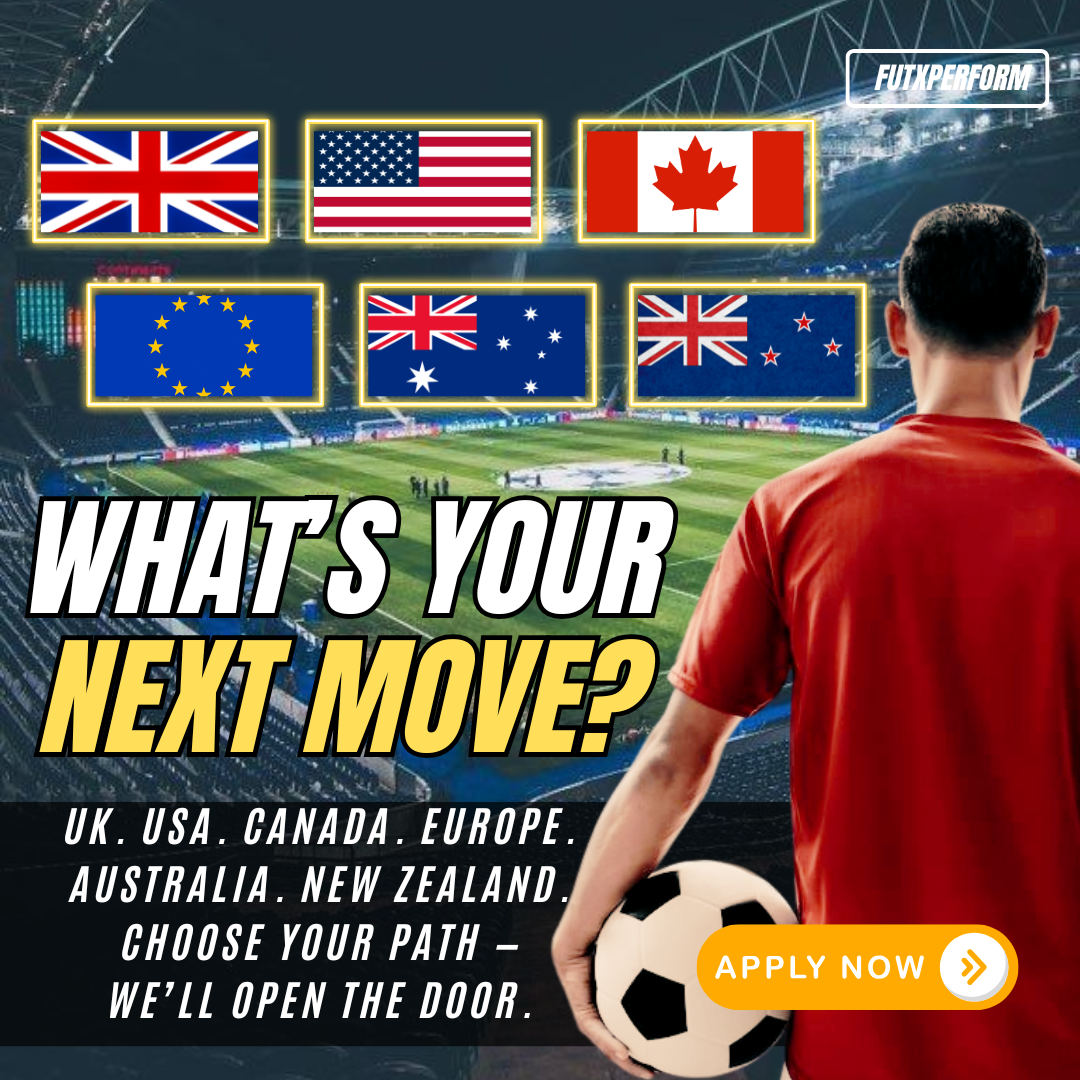 FUTXPERFORM
WHAT'S YOUR
NEXT MOVE?
UK. USA. CANADA. EUROPE.
AUSTRALIA. NEW ZEALAND.
CHOOSE YOUR PATH –
WE'LL OPEN THE DOOR.
APPLY NOW